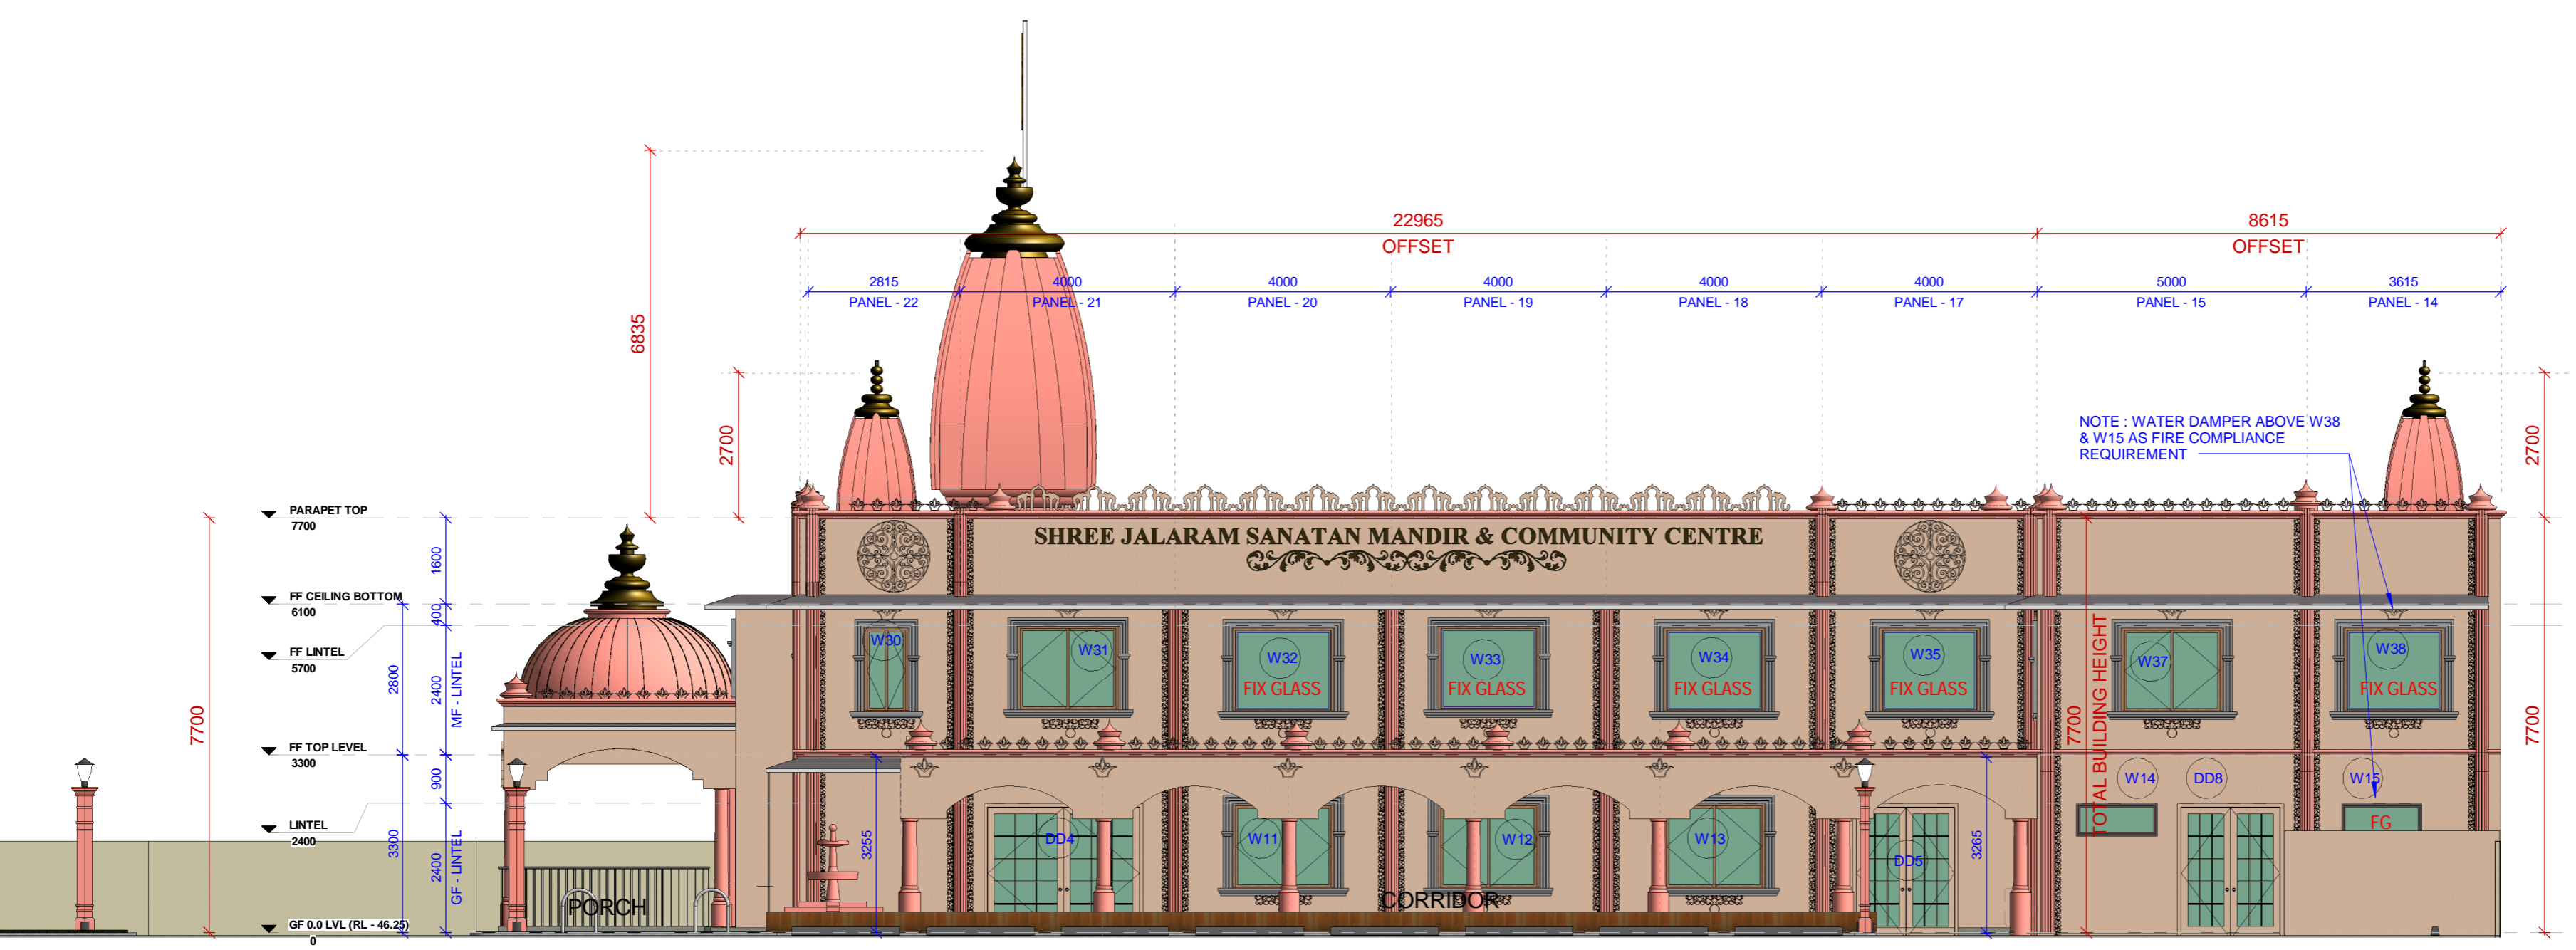 22965
OFFSET
8615
OFFSET
2815
4000
4000
4000
4000
4000
5000
3615
PANEL - 22
PANEL - 21
PANEL - 20
PANEL - 19
PANEL - 18
PANEL - 17
PANEL - 15
PANEL - 14
6835
2700
2700
NOTE : WATER DAMPER ABOVE W38
& W15 AS FIRE COMPLIANCE
REQUIREMENT
PARAPET TOP
7700
SHREE JALARAM SANATAN MANDIR & COMMUNITY CENTRE
1600
FF CEILING BOTTOM
6100
400
FF LINTEL
5700
2800
2400
MF - LINTEL
7700
W30
W31
W32
FIX GLASS
W33
FIX GLASS
W34
FIX GLASS
W35
FIX GLASS
W37
W38
FIX GLASS
7700
TOTAL BUILDING HEIGHT
7700
FF TOP LEVEL
3300
900
LINTEL
2400
3300
2400
GF - LINTEL
3255
DD4
W11
W12
W13
DD5
3265
W14
DD8
W15
FG
PORCH
CORRIDOR
GF 0.0 LVL (RL - 46.25)
0